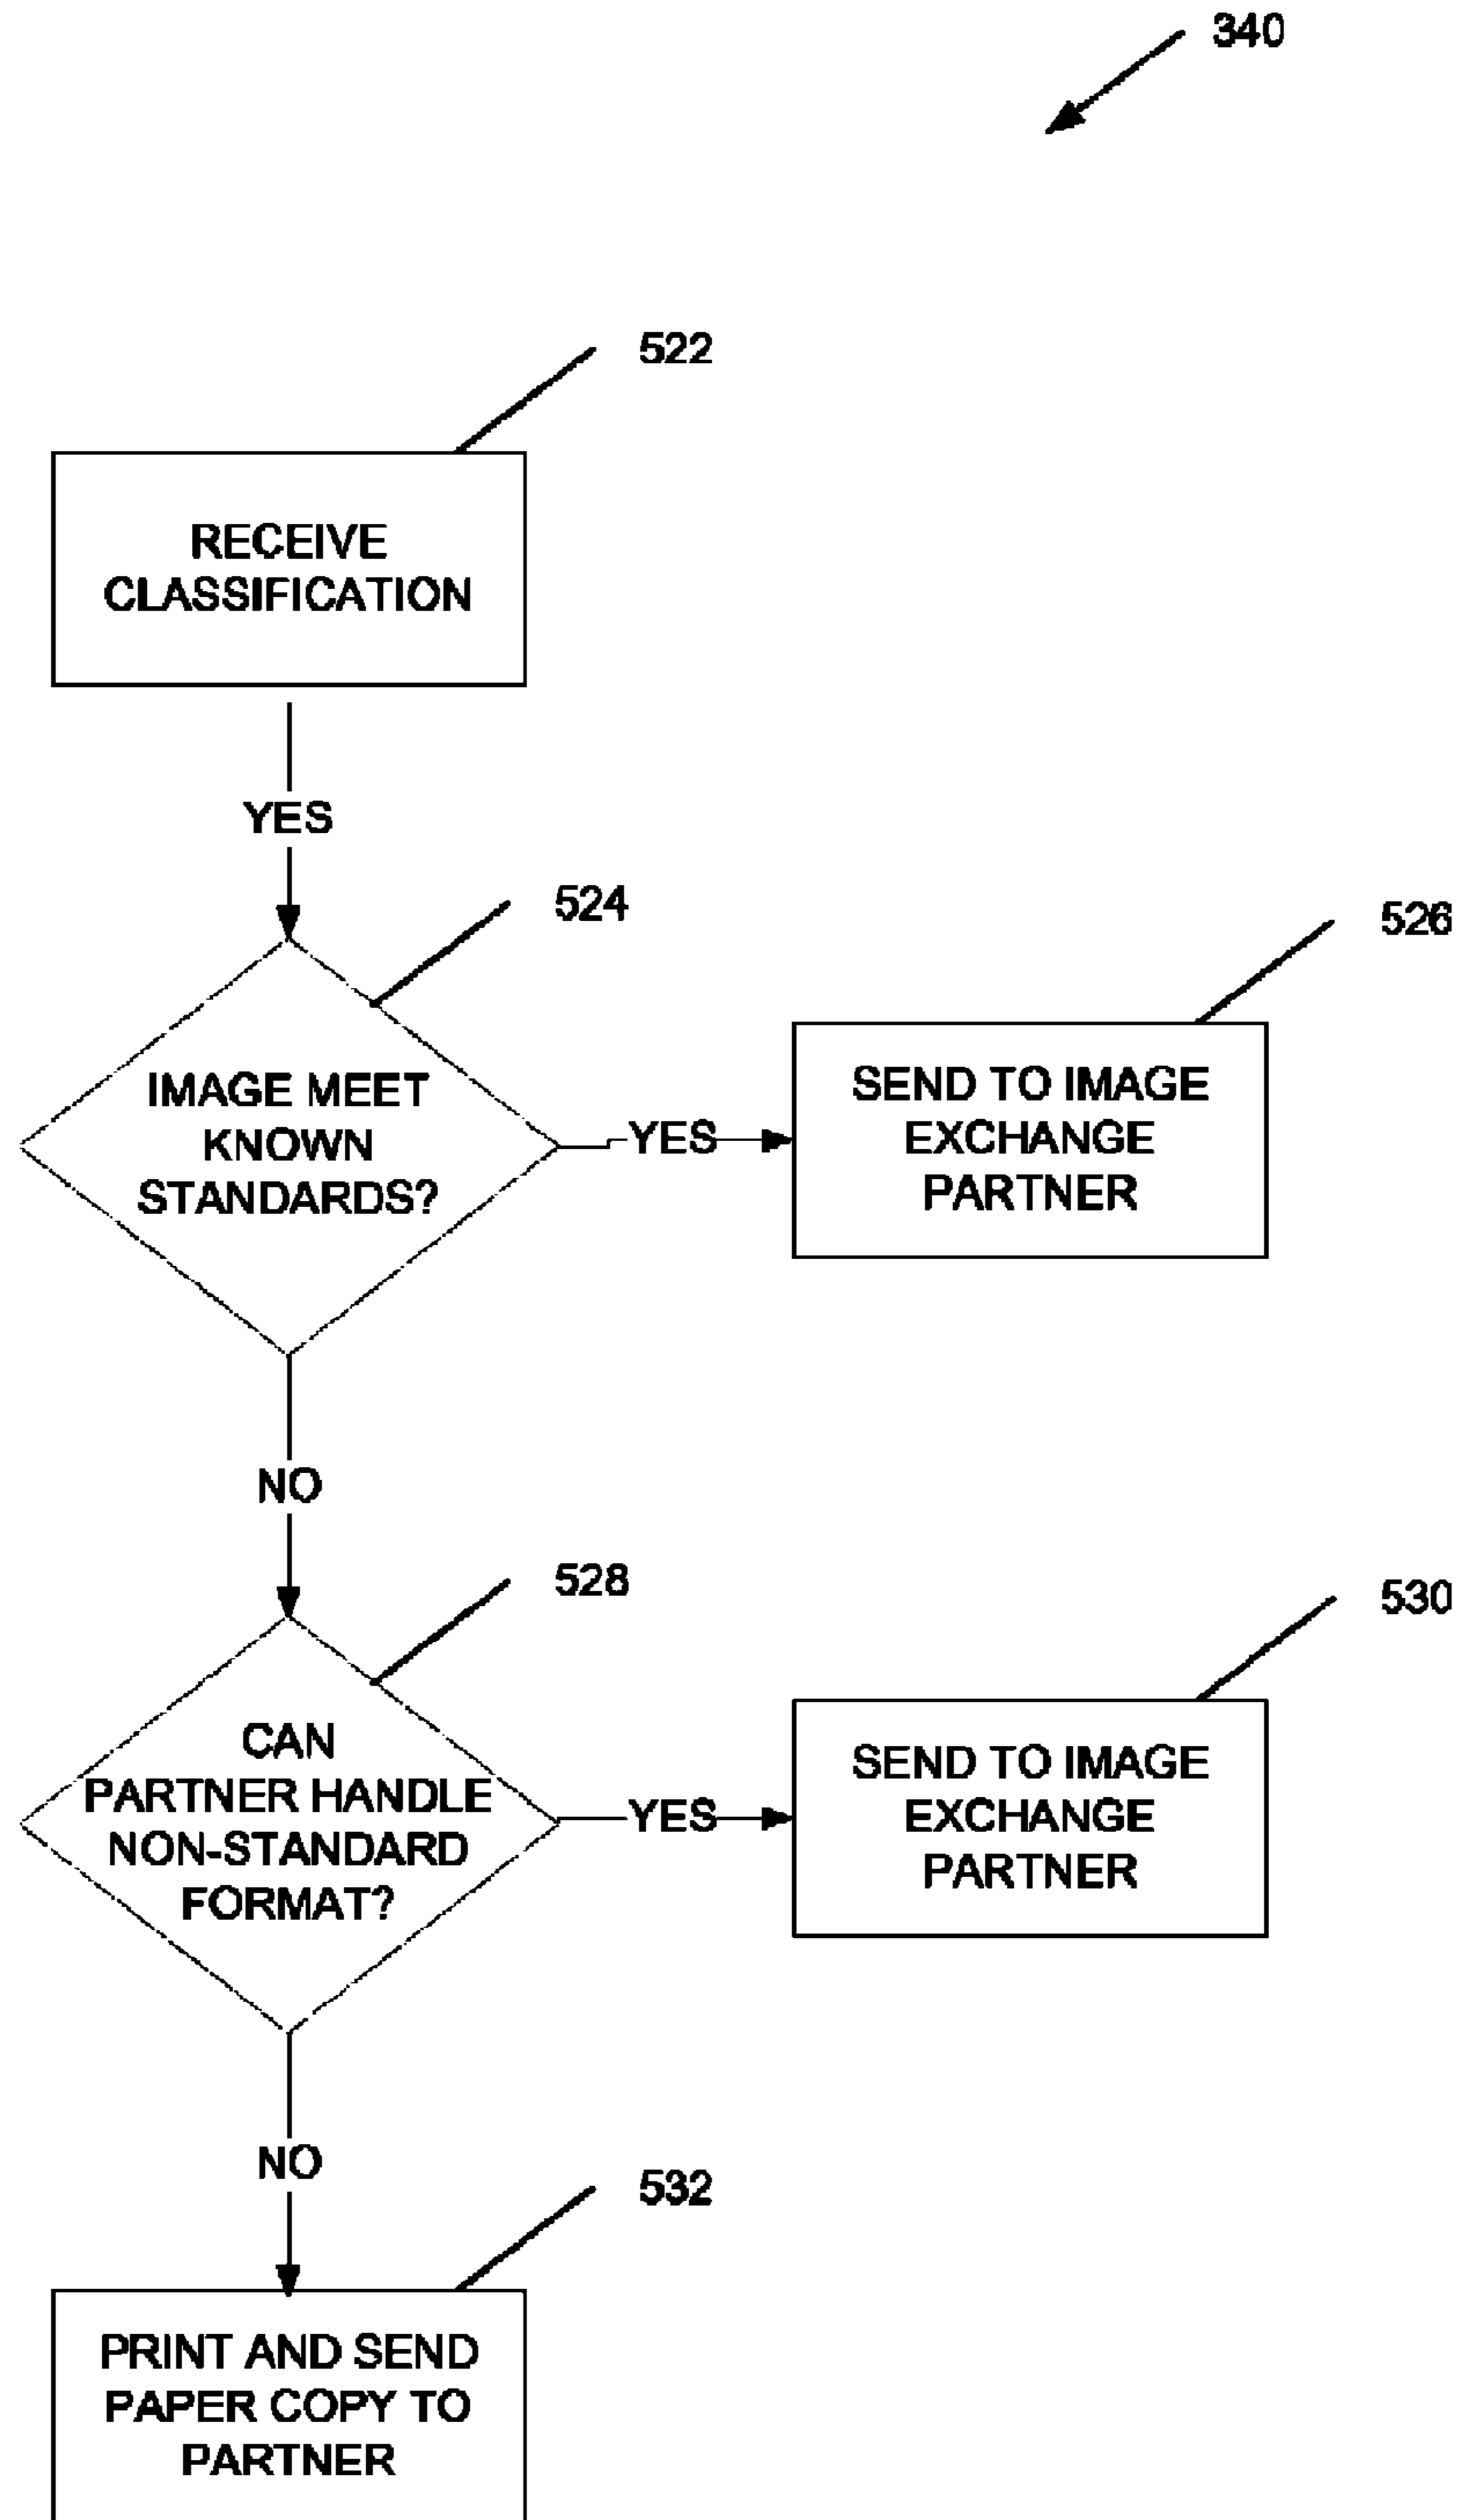 340
522
RECEIVE
CLASSIFICATION
YES
524
526
IMAGE MEET
KNOWN
STANDARDS?
YES
SEND TO IMAGE
EXCHANGE
PARTNER
NO
528
530
CAN
PARTNER HANDLE
NON-STANDARD
FORMAT?
YES
SEND TO IMAGE
EXCHANGE
PARTNER
NO
532
PRINT AND SEND
PAPER COPY TO
PARTNER